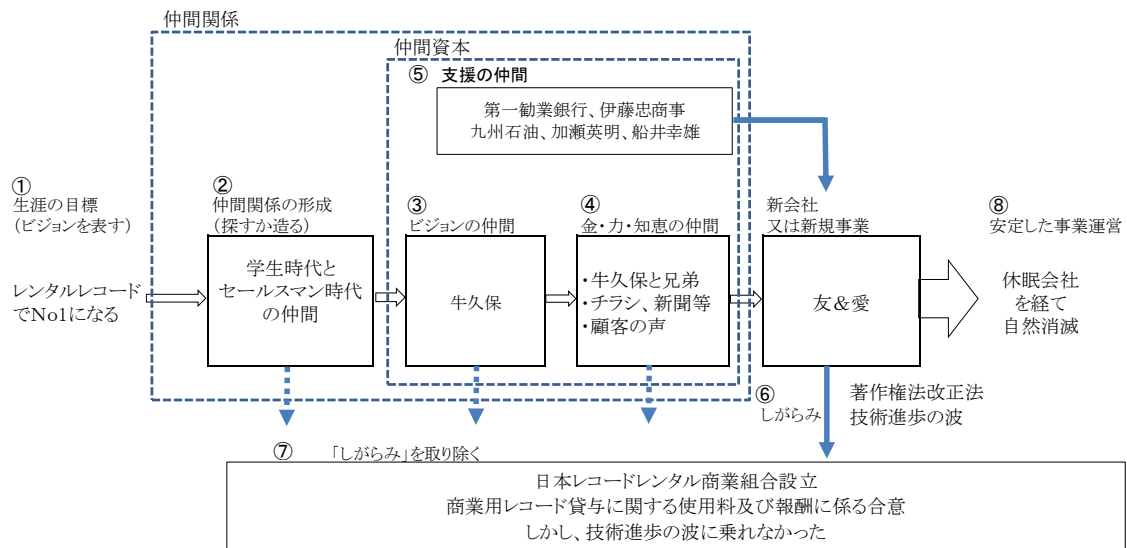 仲間関係
仲間資本
⑤ 支援の仲間
第一勧業銀行、伊藤忠商事
九州石油、加瀬英明、船井幸雄
①
生涯の目標
（ビジョンを表す）
②
仲間関係の形成
（探すか造る）
③
ビジョンの仲間
④
金・力・知恵の仲間
新会社
又は新規事業
⑧
安定した事業運営
レンタルレコード
でNo1になる
学生時代と
セールスマン時代
の仲間
牛久保
・牛久保と兄弟
・チラシ、新聞等
・顧客の声
友＆愛
休眠会社
を経て
自然消滅
⑥
しがらみ
著作権法改正法
技術進歩の波
⑦ 「しがらみ」を取り除く
日本レコードレンタル商業組合設立
商業用レコード貸与に関する使用料及び報酬に係る合意
しかし、技術進歩の波に乗れなかった